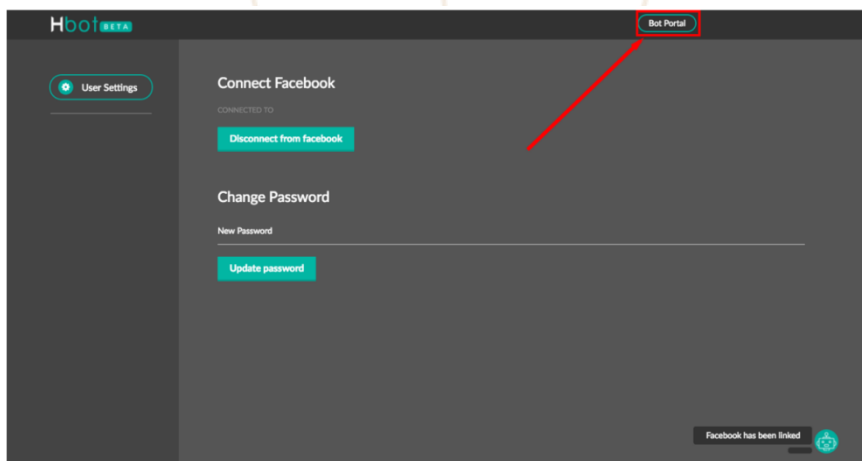 Hbot BETA
Bot Portal
User Settings
Connect Facebook
CONNECTED TO
Disconnect from facebook
Change Password
New Password
Update password
Facebook has been linked